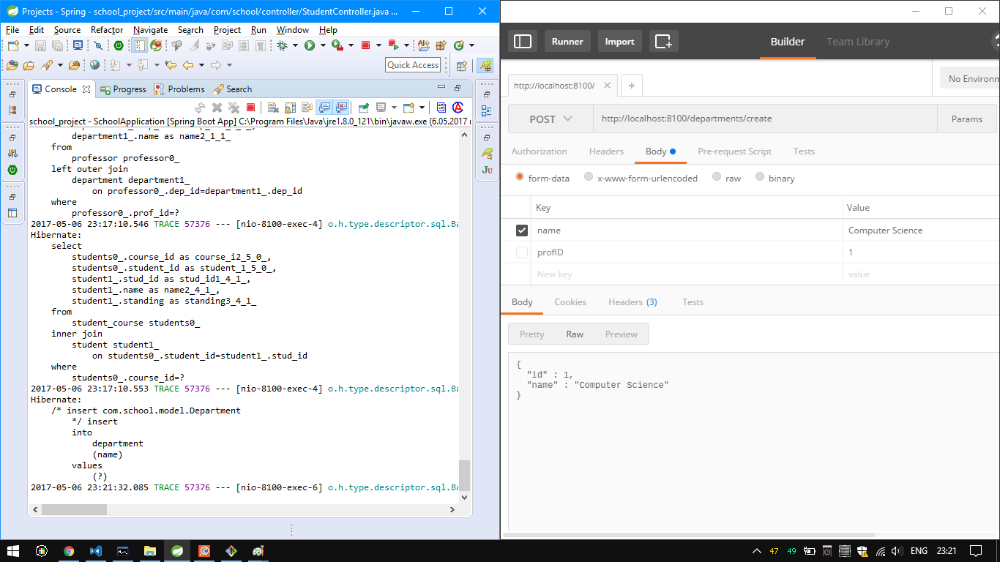 Projects - Spring - school_project/src/main/java/com/school/controller/StudentController.java ...
File Edit Source Refactor Navigate Search Project Run Window Help
Quick Access
Console Progress Problems Search
school_project - SchoolApplication [Spring Boot App] C:\Program Files\Java\jre1.8.0_121\bin\javaw.exe (6.05.2017
department1_.name as name2_1_1_
from
professor professor0_
left outer join
department department1_
on professor0_.dep_id=department1_.dep_id
where
professor0_.prof_id=?
2017-05-06 23:17:10.546 TRACE 57376 --- [nio-8100-exec-4] o.h.type.descriptor.sql.Ba
Hibernate:
select
students0_.course_id as course_i2_5_0_,
students0_.student_id as student_1_5_0_,
student1_.stud_id as stud_id1_4_1_,
student1_.name as name2_4_1_,
student1_.standing as standing3_4_1_
from
student_course students0_
inner join
student student1_
on students0_.student_id=student1_.stud_id
where
students0_.course_id=?
2017-05-06 23:17:10.553 TRACE 57376 --- [nio-8100-exec-4] o.h.type.descriptor.sql.Ba
Hibernate:
/* insert com.school.model.Department
*/ insert
into
department
(name)
values
(?)
2017-05-06 23:21:32.085 TRACE 57376 --- [nio-8100-exec-6] o.h.type.descriptor.sql.Ba
Runner Import Builder Team Library
http://localhost:8100/ No Environm
POST http://localhost:8100/departments/create Params
Authorization Headers Body Pre-request Script Tests
form-data x-www-form-urlencoded raw binary
Key Value
name Computer Science
profID 1
New key value
Body Cookies Headers (3) Tests
Pretty Raw Preview
{
"id" : 1,
"name" : "Computer Science"
}
47 49 ENG 23:21